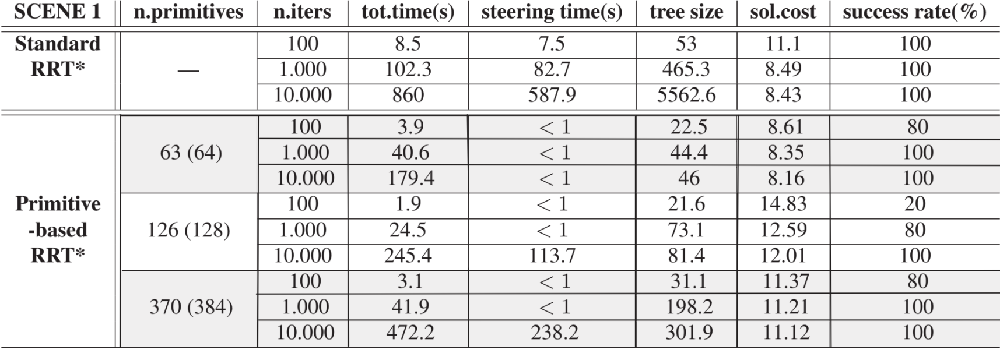 SCENE 1 n.primitives n.iters tot.time(s) steering time(s) tree size sol.cost success rate(%)
Standard RRT* — 100 8.5 7.5 53 11.1 100
1.000 102.3 82.7 465.3 8.49 100
10.000 860 587.9 5562.6 8.43 100
Primitive -based RRT* 63 (64) 100 3.9 < 1 22.5 8.61 80
1.000 40.6 < 1 44.4 8.35 100
10.000 179.4 < 1 46 8.16 100
126 (128) 100 1.9 < 1 21.6 14.83 20
1.000 24.5 < 1 73.1 12.59 80
10.000 245.4 113.7 81.4 12.01 100
370 (384) 100 3.1 < 1 31.1 11.37 80
1.000 41.9 < 1 198.2 11.21 100
10.000 472.2 238.2 301.9 11.12 100